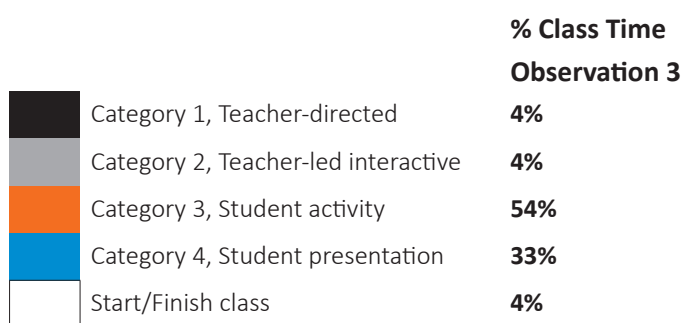 % Class Time
Observation 3
Category 1, Teacher-directed 4%
Category 2, Teacher-led interactive 4%
Category 3, Student activity 54%
Category 4, Student presentation 33%
Start/Finish class 4%